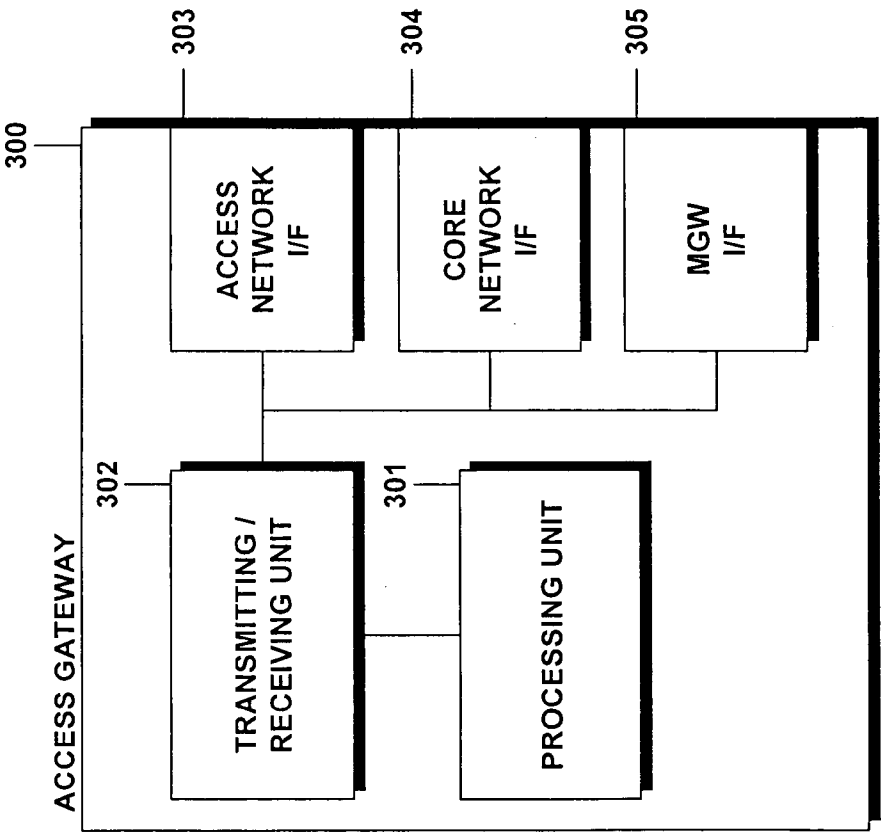 300
ACCESS GATEWAY
302
TRANSMITTING /
RECEIVING UNIT
301
PROCESSING UNIT
303
ACCESS
NETWORK
I/F
304
CORE
NETWORK
I/F
305
MGW
I/F